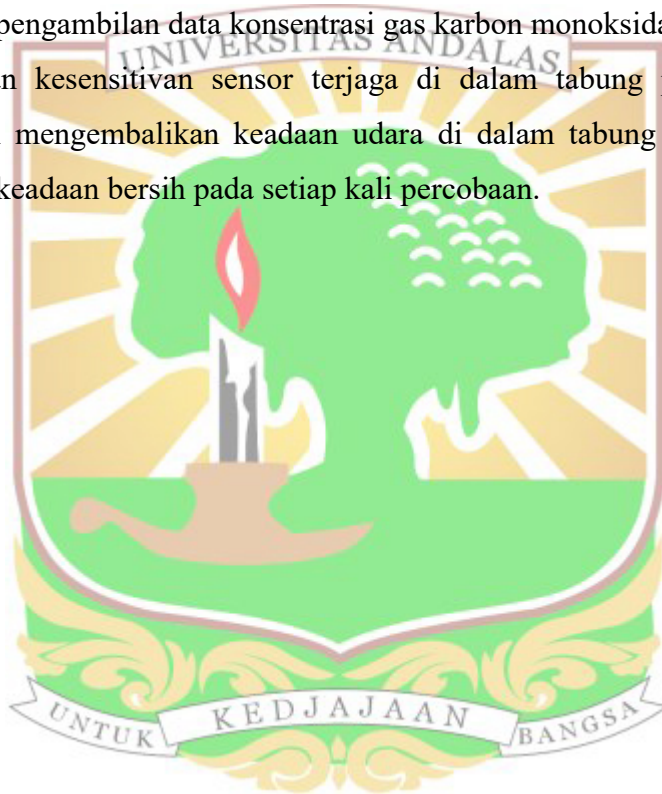 pengambilan data konsentrasi gas karbon monoksida
UNIVERSITAS ANDALAS
kesensitivan sensor terjaga di dalam tabung
mengembalikan keadaan udara di dalam tabung
keadaan bersih pada setiap kali percobaan.
UNTUK KEDJAJAAN BANGSA